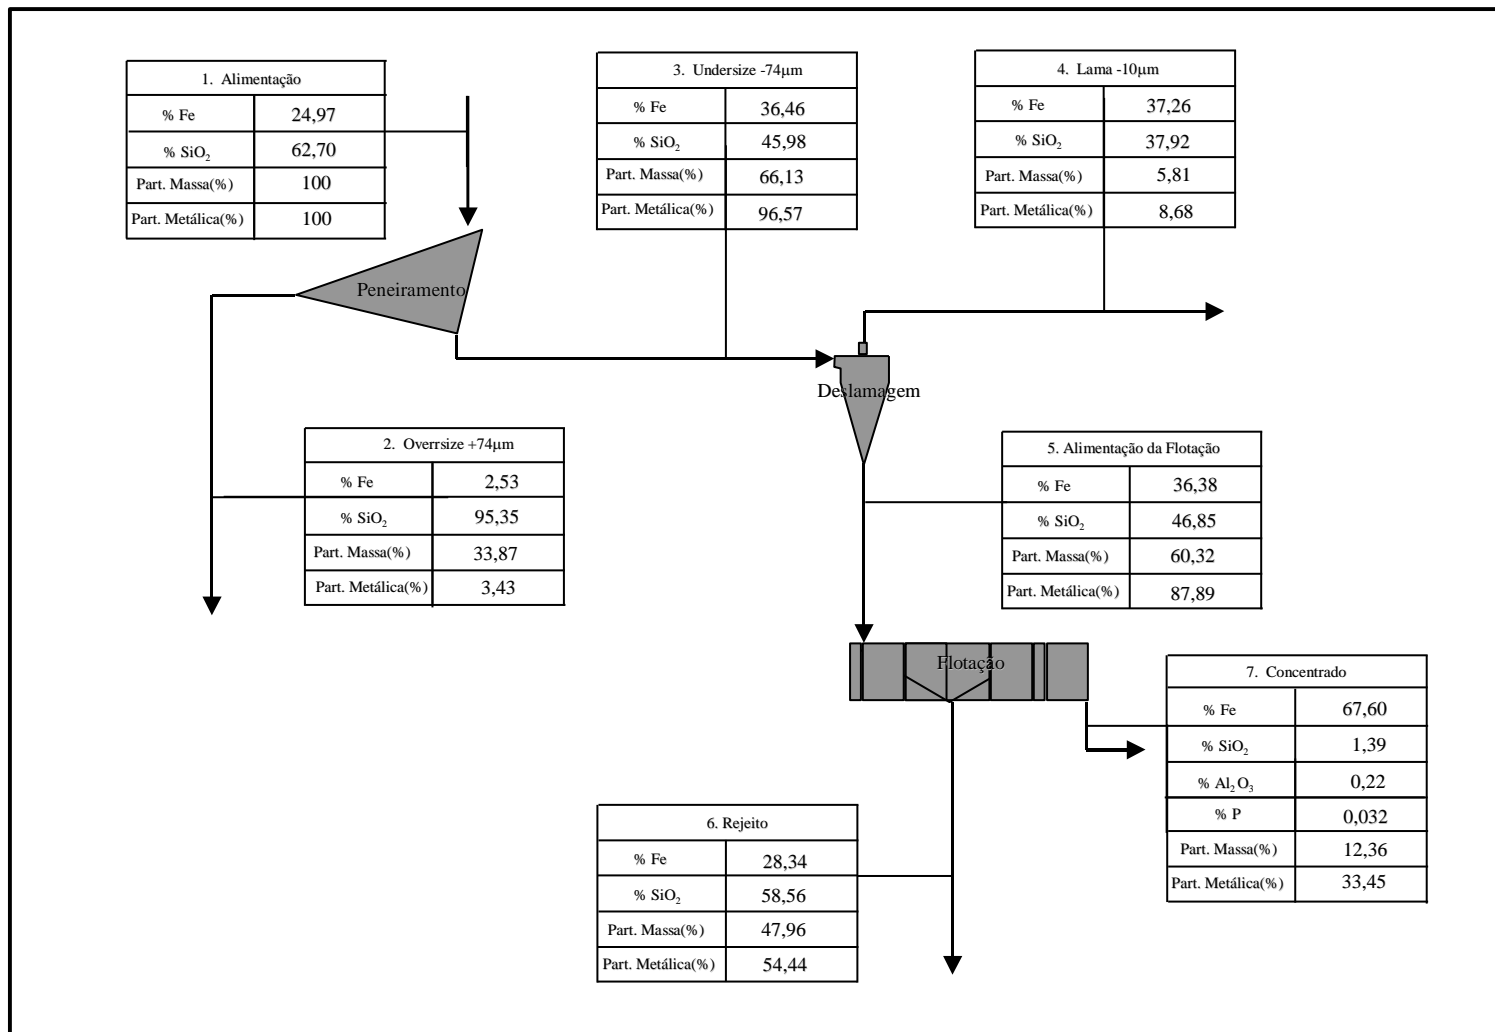 1. Alimentação
% Fe 24,97
% SiO₂ 62,70
Part. Massa(%) 100
Part. Metálica(%) 100
3. Undersize -74μm
% Fe 36,46
% SiO₂ 45,98
Part. Massa(%) 66,13
Part. Metálica(%) 96,57
4. Lama -10μm
% Fe 37,26
% SiO₂ 37,92
Part. Massa(%) 5,81
Part. Metálica(%) 8,68
Peneiramento
Deslamagem
2. Overrsize +74μm
% Fe 2,53
% SiO₂ 95,35
Part. Massa(%) 33,87
Part. Metálica(%) 3,43
5. Alimentação da Flotação
% Fe 36,38
% SiO₂ 46,85
Part. Massa(%) 60,32
Part. Metálica(%) 87,89
Flotação
7. Concentrado
% Fe 67,60
% SiO₂ 1,39
% Al₂O₃ 0,22
% P 0,032
Part. Massa(%) 12,36
Part. Metálica(%) 33,45
6. Rejeito
% Fe 28,34
% SiO₂ 58,56
Part. Massa(%) 47,96
Part. Metálica(%) 54,44